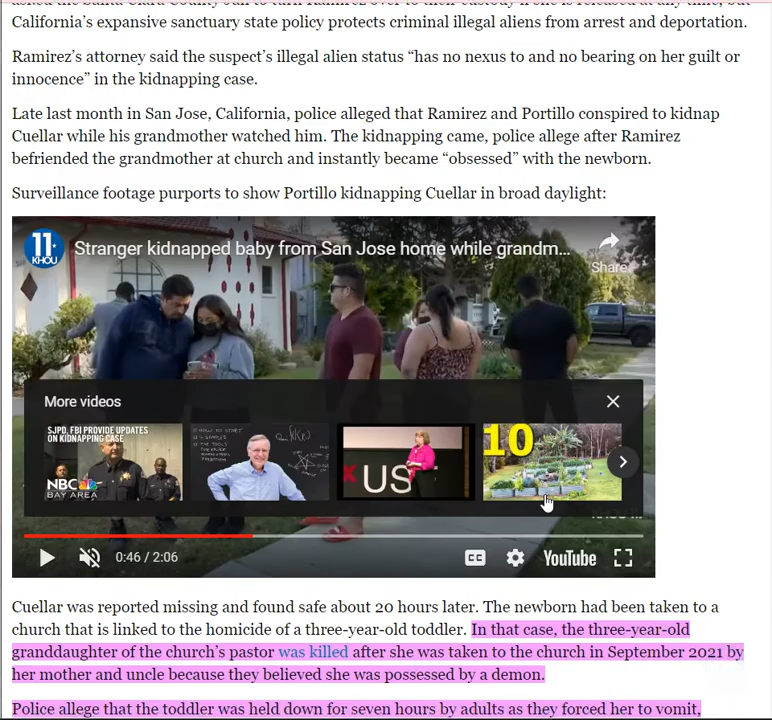 California's expansive sanctuary state policy protects criminal illegal aliens from arrest and deportation.
Ramirez's attorney said the suspect's illegal alien status “has no nexus to and no bearing on her guilt or
innocence” in the kidnapping case.
Late last month in San Jose, California, police alleged that Ramirez and Portillo conspired to kidnap
Cuellar while his grandmother watched him. The kidnapping came, police allege after Ramirez
befriended the grandmother at church and instantly became “obsessed” with the newborn.
Surveillance footage purports to show Portillo kidnapping Cuellar in broad daylight:
11
KHOU
Stranger kidnapped baby from San Jose home while grandm...
Share
More videos
SJPD, FBI PROVIDE UPDATES
ON KIDNAPPING CASE
NBC
BAY AREA
US
10
0:46 / 2:06
CC
YouTube
Cuellar was reported missing and found safe about 20 hours later. The newborn had been taken to a
church that is linked to the homicide of a three-year-old toddler. In that case, the three-year-old
granddaughter of the church's pastor was killed after she was taken to the church in September 2021 by
her mother and uncle because they believed she was possessed by a demon.
Police allege that the toddler was held down for seven hours by adults as they forced her to vomit,